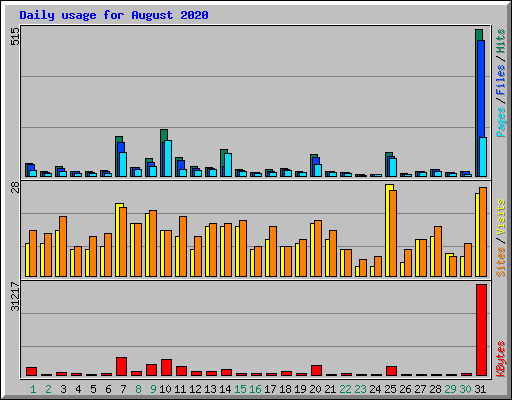 Daily usage for August 2020
515
Pages / Files / Hits
28
Sites / Visits
31217
KBytes
1 2 3 4 5 6 7 8 9 10 11 12 13 14 15 16 17 18 19 20 21 22 23 24 25 26 27 28 29 30 31